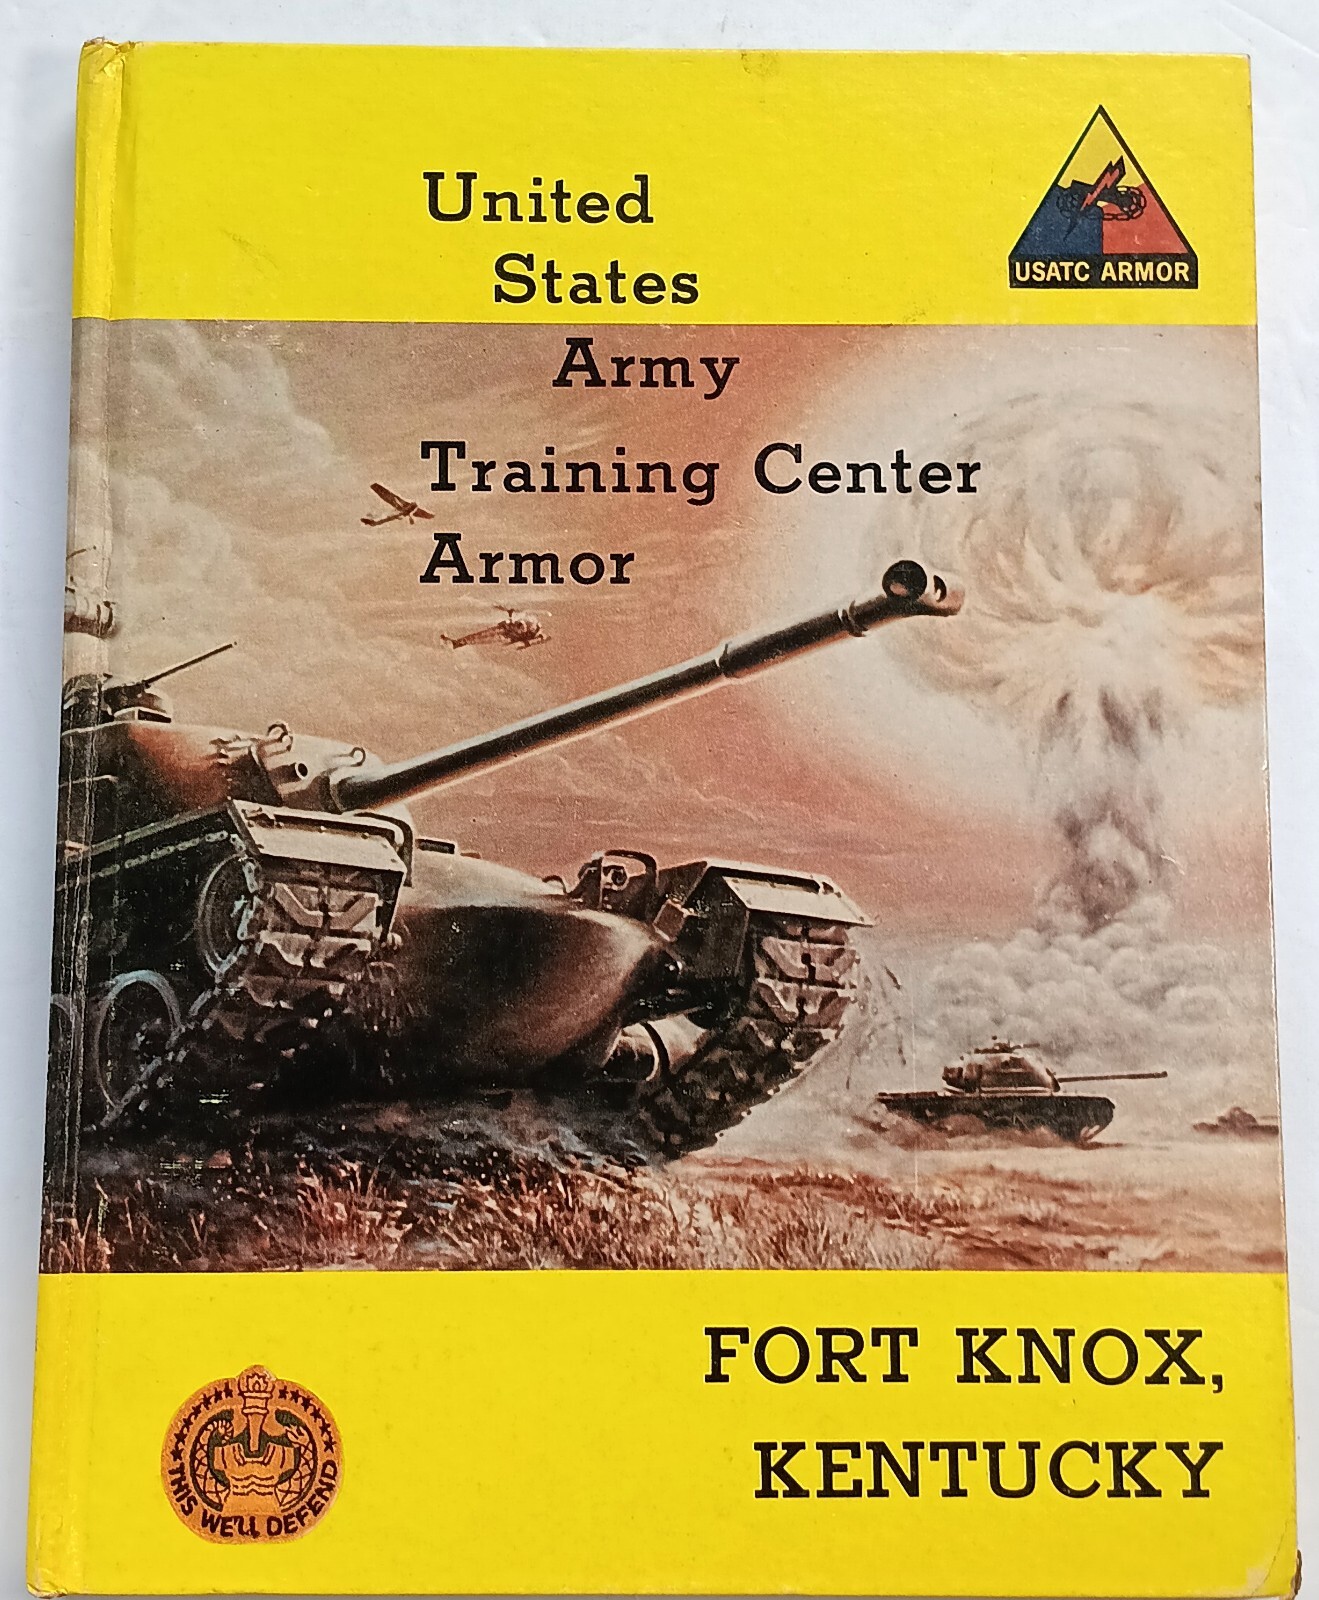 United
States
Army
Training Center
Armor
USATC ARMOR
FORT KNOX,
KENTUCKY
THIS WE'LL DEFEND